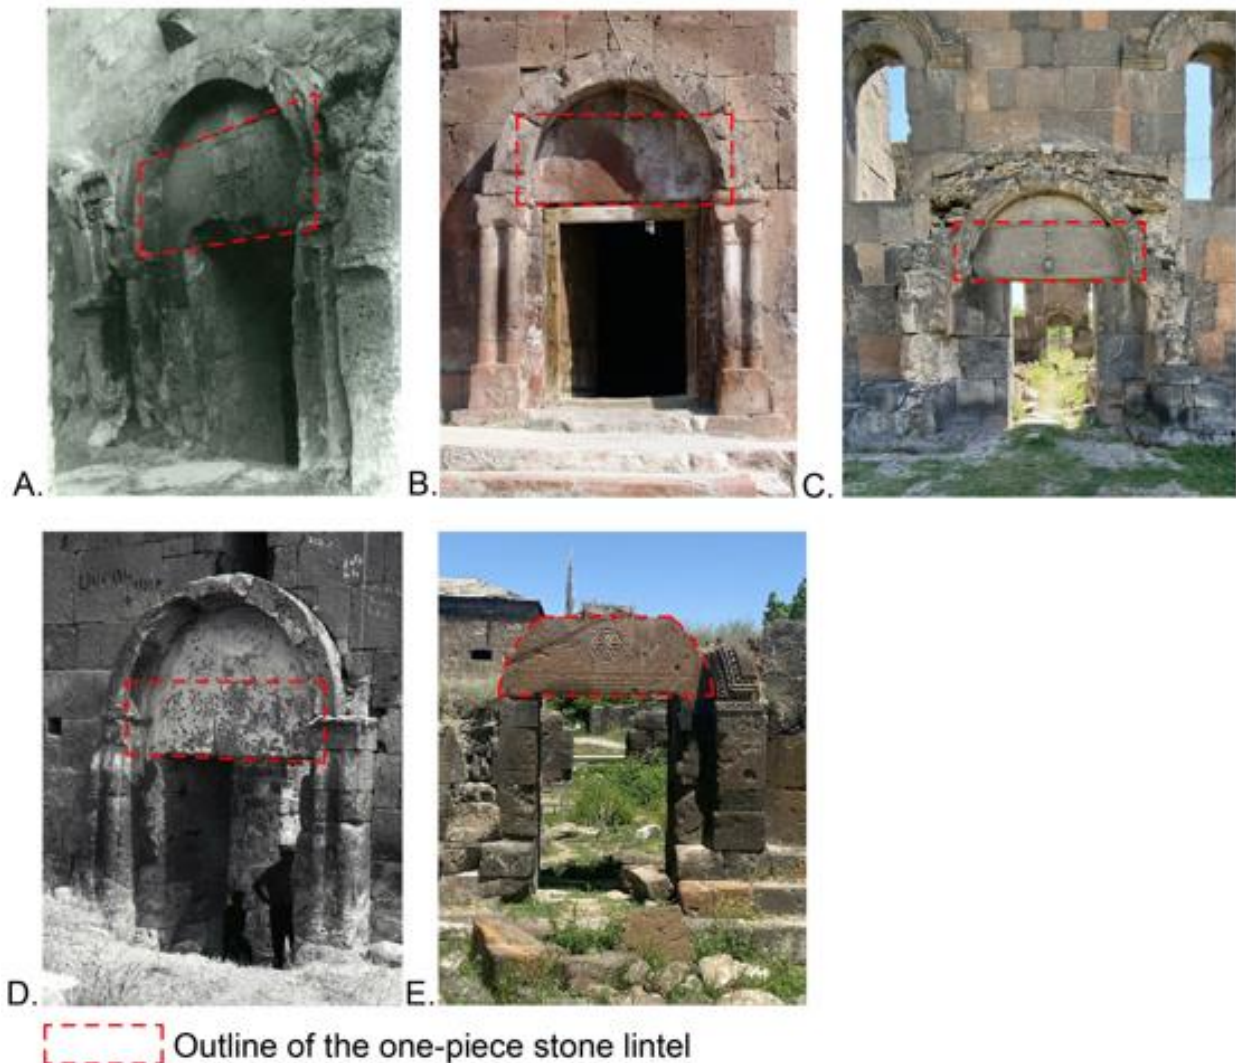 A.
B.
C.
D.
E.
Outline of the one-piece stone lintel